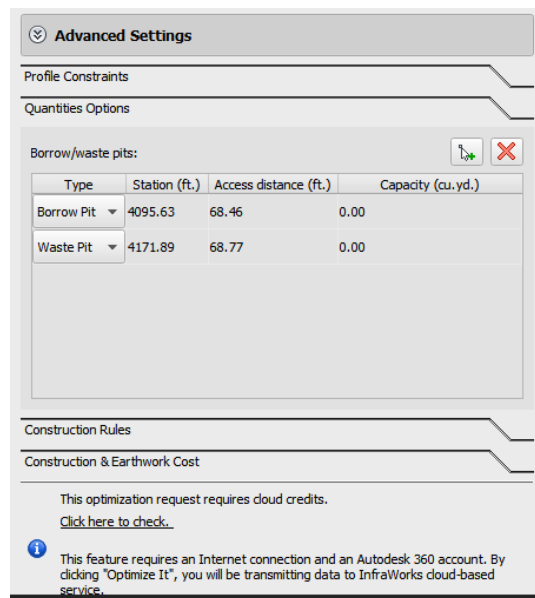 Advanced Settings
Profile Constraints
Quantities Options
Borrow/waste pits:
Type Station (ft.) Access distance (ft.) Capacity (cu.yd.)
Borrow Pit 4095.63 68.46 0.00
Waste Pit 4171.89 68.77 0.00
Construction Rules
Construction & Earthwork Cost
This optimization request requires cloud credits.
Click here to check.
This feature requires an Internet connection and an Autodesk 360 account. By
clicking "Optimize It", you will be transmitting data to InfraWorks cloud-based
service.